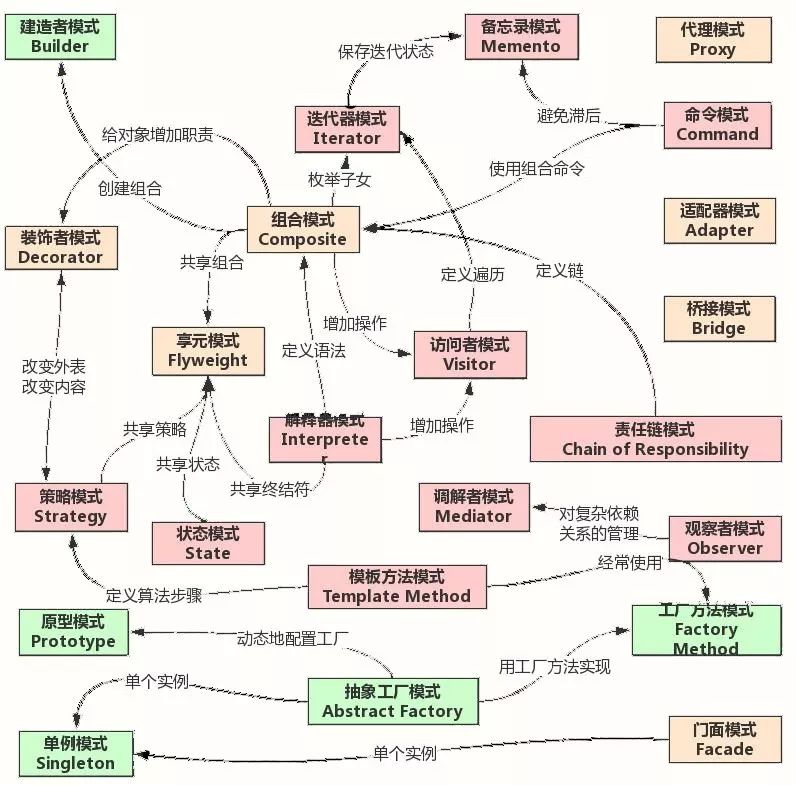 建造者模式
Builder
备忘录模式
Memento
代理模式
Proxy
保存迭代状态
迭代器模式
Iterator
避免滞后
命令模式
Command
给对象增加职责
使用组合命令
枚举子女
创建组合
组合模式
Composite
适配器模式
Adapter
装饰者模式
Decorator
共享组合
定义遍历
定义链
桥接模式
Bridge
增加操作
享元模式
Flyweight
定义语法
访问者模式
Visitor
改变外表
改变内容
共享策略
解释器模式
Interprete
r
增加操作
责任链模式
Chain of Responsibility
共享状态
共享终结符
策略模式
Strategy
调解者模式
Mediator
对复杂依赖
关系的管理
状态模式
State
观察者模式
Observer
经常使用
模板方法模式
Template Method
定义算法步骤
原型模式
Prototype
动态地配置工厂
工厂方法模式
Factory
Method
用工厂方法实现
单个实例
抽象工厂模式
Abstract Factory
单例模式
Singleton
单个实例
门面模式
Facade